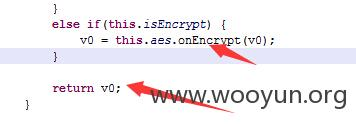 }
else if(this.isEncrypt) {
v0 = this.aes.onEncrypt(v0);
}
return v0;
}
www.wooyun.org